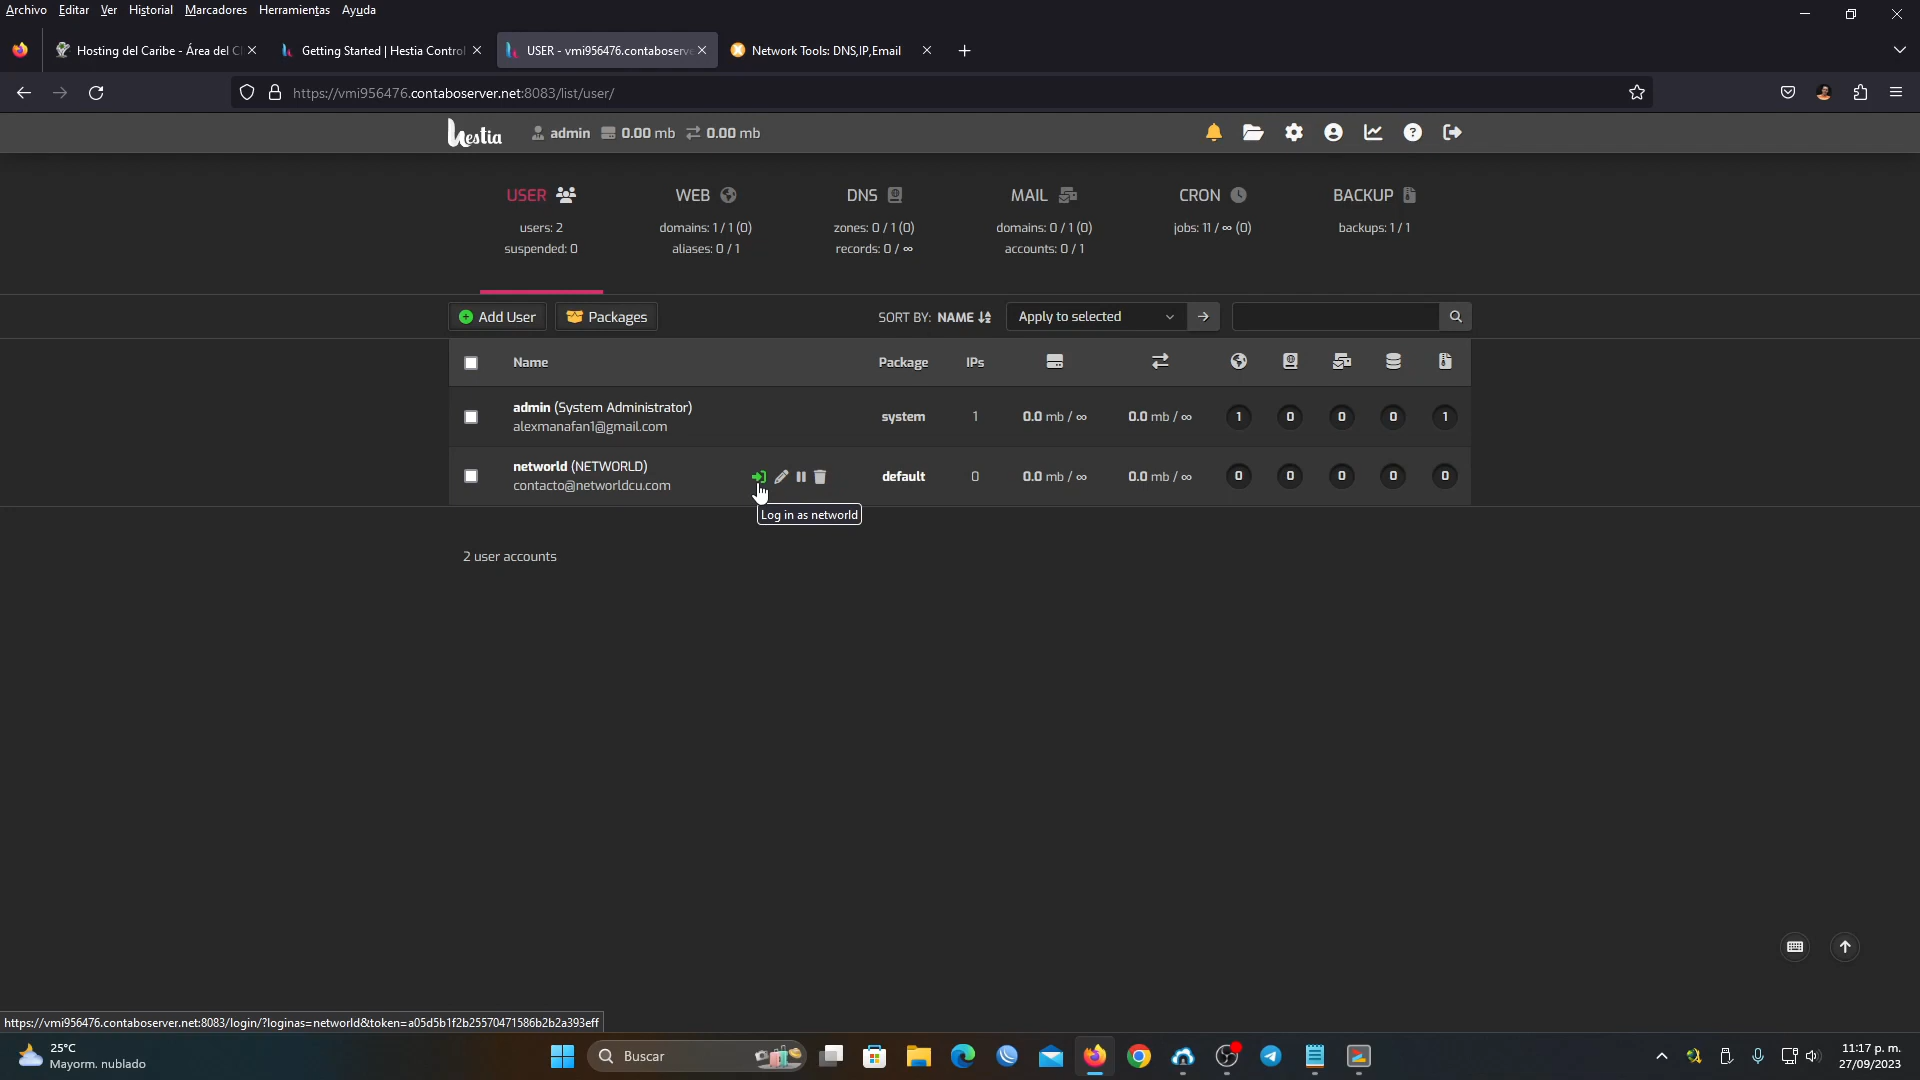 Archivo Editar Ver Historial Marcadores Herramientas Ayuda
Hosting del Caribe - Área del Cl
Getting Started | Hestia Control
USER - vmi956476.contaboserve
Network Tools: DNS,IP,Email
https://vmi956476.contaboserver.net:8083/list/user/
hestia admin 0.00 mb 0.00 mb
USER WEB DNS MAIL CRON BACKUP
users: 2 domains: 1 / 1 (0) zones: 0 / 1 (0) domains: 0 / 1 (0) jobs: 11 / ∞ (0) backups: 1 / 1
suspended: 0 aliases: 0 / 1 records: 0 / ∞ accounts: 0 / 1
Add User Packages SORT BY: NAME Apply to selected
Name Package IPs
admin (System Administrator)
alexmanafan1@gmail.com
system 1 0.0 mb / ∞ 0.0 mb / ∞ 1 0 0 0 1
networld (NETWORLD)
contacto@networldcu.com
default 0 0.0 mb / ∞ 0.0 mb / ∞ 0 0 0 0 0
Log in as networld
2 user accounts
https://vmi956476.contaboserver.net:8083/login/?loginas=networld&token=a05d5b1f2b25570471586b2b2a393eff
25°C
Mayorm. nublado
Buscar
11:17 p. m.
27/09/2023